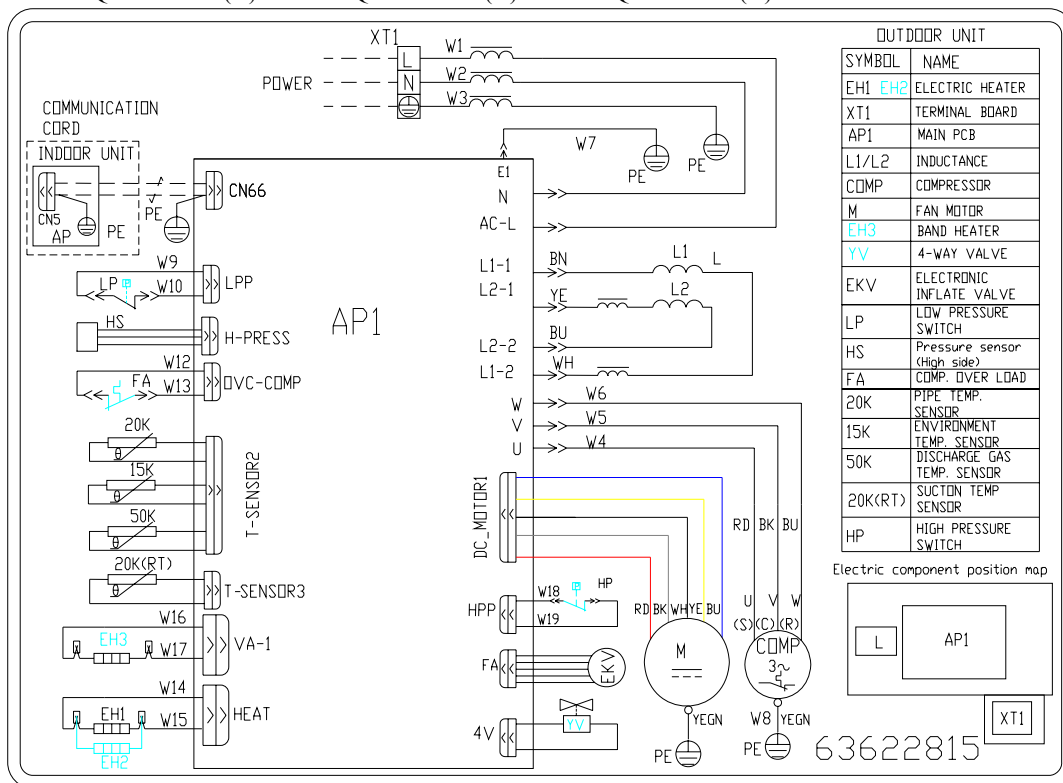 OUTDOOR UNIT
SYMBOL NAME
EH1 EH2 ELECTRIC HEATER
XT1 TERMINAL BOARD
AP1 MAIN PCB
L1/L2 INDUCTANCE
COMP COMPRESSOR
M FAN MOTOR
EH3 BAND HEATER
YV 4-WAY VALVE
EKV ELECTRONIC
INFLATE VALVE
LP LOW PRESSURE
SWITCH
HS Pressure sensor
(High side)
FA COMP. OVER LOAD
20K PIPE TEMP.
SENSOR
15K ENVIRONMENT
TEMP. SENSOR
50K DISCHARGE GAS
TEMP. SENSOR
20K(RT) SUCTON TEMP
SENSOR
HP HIGH PRESSURE
SWITCH
Electric component position map
L
AP1
XT1
XT1
POWER
L
N
W1
W2
W3
PE
W7
PE
E1
N
AC-L
COMMUNICATION
CORD
INDOOR UNIT
CN5
AP
PE
PE
CN66
AP1
W9
LP
P
W10
LPP
HS
H-PRESS
W12
FA
W13
OVC-COMP
20K
θ
15K
θ
50K
θ
T-SENSOR2
20K(RT)
θ
T-SENSOR3
W16
EH3
W17
VA-1
W14
EH1
W15
HEAT
EH2
L1-1
BN
L1
L
L2-1
YE
L2
L2-2
BU
L1-2
WH
W
W6
V
W5
U
W4
DC_MOTOR1
RD BK BU
U V W
(S) (C) (R)
COMP
3~
W8
YEGN
PE
RD BK WH YE BU
M
YEGN
PE
HPP
W18
P
HP
W19
FA
EKV
4V
YV
63622815